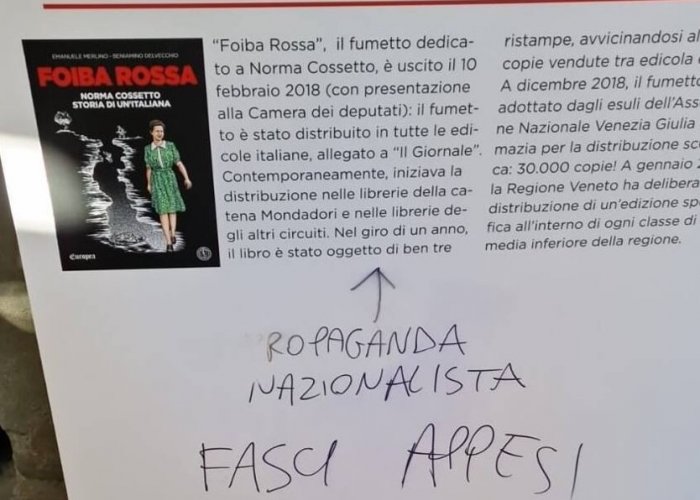 EMANUELE MERLINO - BENIAMINO DELVECCHIO
FOIBA ROSSA
NORMA COSSETTO
STORIA DI UN'ITALIANA
Ferrogallico
"Foiba Rossa", il fumetto dedica-
to a Norma Cossetto, è uscito il 10
febbraio 2018 (con presentazione
alla Camera dei deputati): il fumet-
to è stato distribuito in tutte le edi-
cole italiane, allegato a "Il Giornale".
Contemporaneamente, iniziava la
distribuzione nelle librerie della ca-
tena Mondadori e nelle librerie de-
gli altri circuiti. Nel giro di un anno,
il libro è stato oggetto di ben tre
ristampe, avvicinandosi al
copie vendute tra edicola e
A dicembre 2018, il fumetto
adottato dagli esuli dell'Ass
ne Nazionale Venezia Giulia
mazia per la distribuzione scо
ca: 30.000 copie! A gennaio 2
la Regione Veneto ha delibera
distribuzione di un'edizione spe
fica all'interno di ogni classe di
media inferiore della regione.
ROPAGANDA
NAZIONALISTA
FASCI APPESI